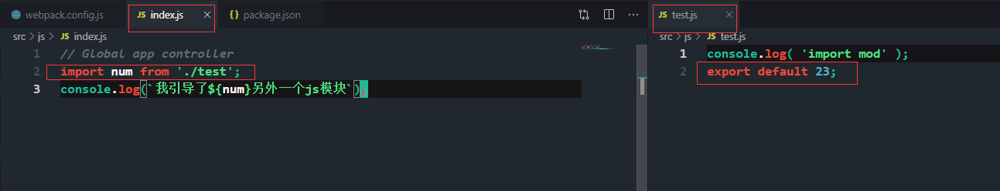 webpack.config.js
JS index.js ×
{} package.json
src > js > JS index.js
1 // Global app controller
2 import num from './test';
3 console.log(`我引导了${num}另外一个js模块`);
JS test.js ×
src > js > JS test.js
1 console.log( 'import mod' );
2 export default 23;